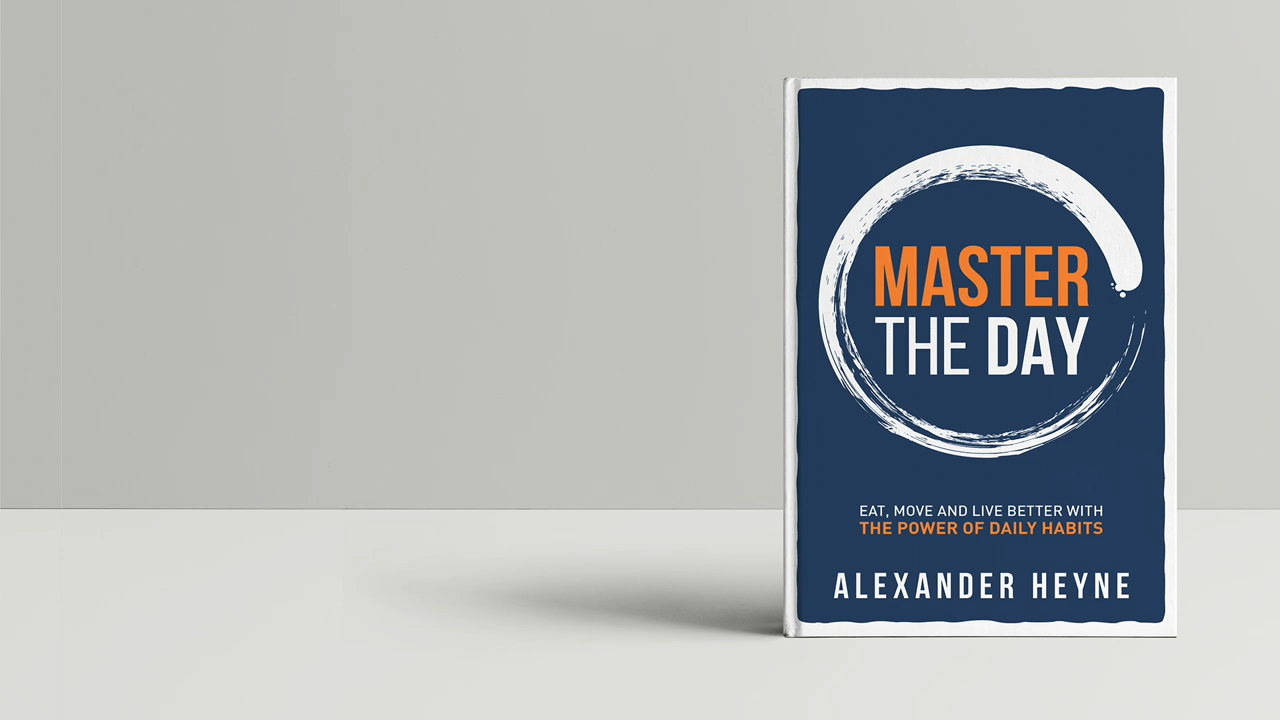 MASTER
THE DAY
EAT, MOVE AND LIVE BETTER WITH
THE POWER OF DAILY HABITS
ALEXANDER HEYNE